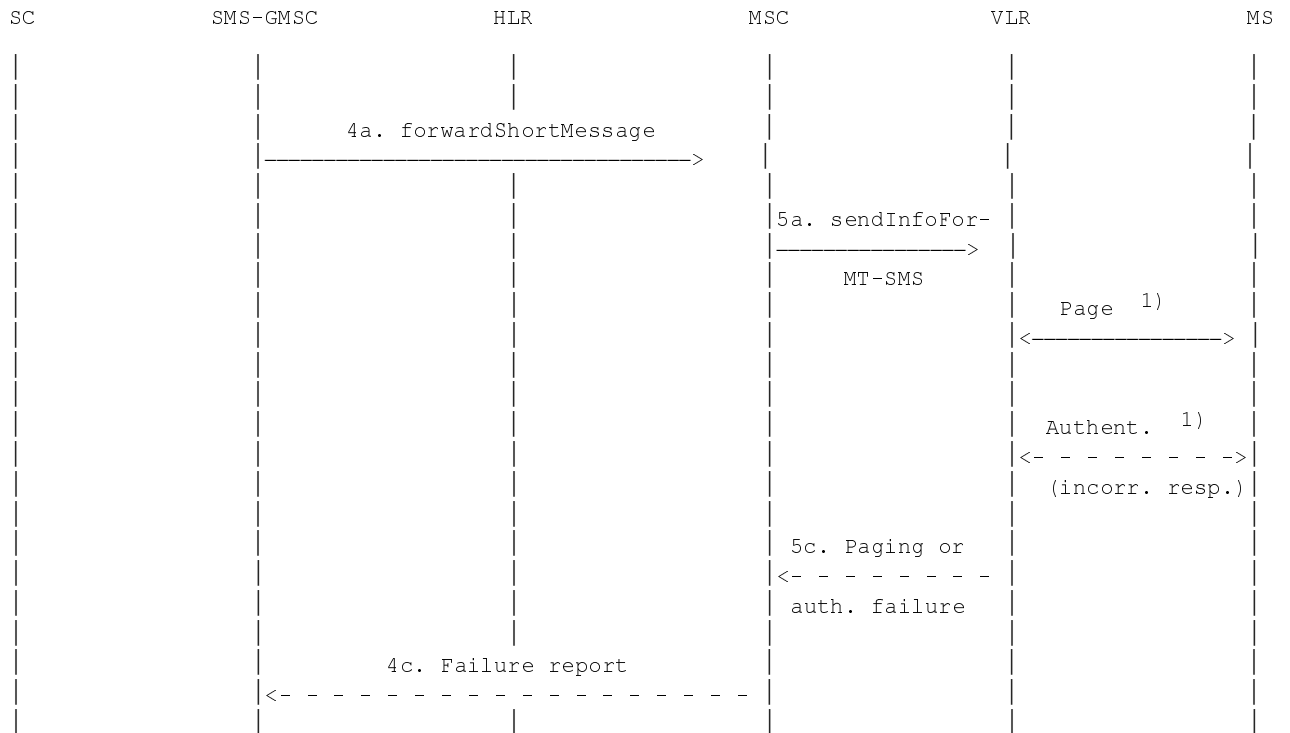 SC SMS-GMSC HLR MSC VLR MS
4a. forwardShortMessage
5a. sendInfoFor-
MT-SMS
Page 1)
Authent. 1)
(incorr. resp.)
5c. Paging or
auth. failure
4c. Failure report